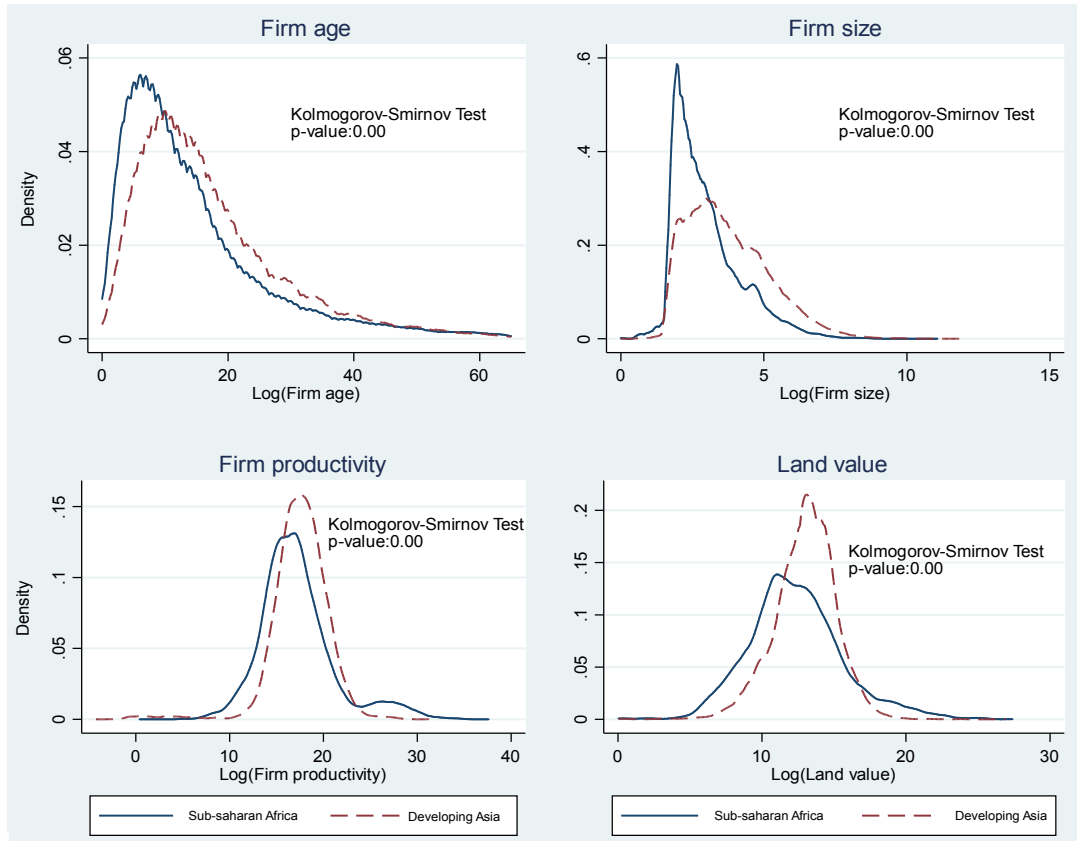 Firm age
Density
0
.02
.04
.06
Kolmogorov-Smirnov Test
p-value:0.00
0
20
40
60
Log(Firm age)
Firm size
0
.2
.4
.6
Kolmogorov-Smirnov Test
p-value:0.00
0
5
10
15
Log(Firm size)
Firm productivity
Density
0
.05
.1
.15
Kolmogorov-Smirnov Test
p-value:0.00
0
10
20
30
40
Log(Firm productivity)
Sub-saharan Africa
Developing Asia
Land value
0
.05
.1
.15
.2
Kolmogorov-Smirnov Test
p-value:0.00
0
10
20
30
Log(Land value)
Sub-saharan Africa
Developing Asia